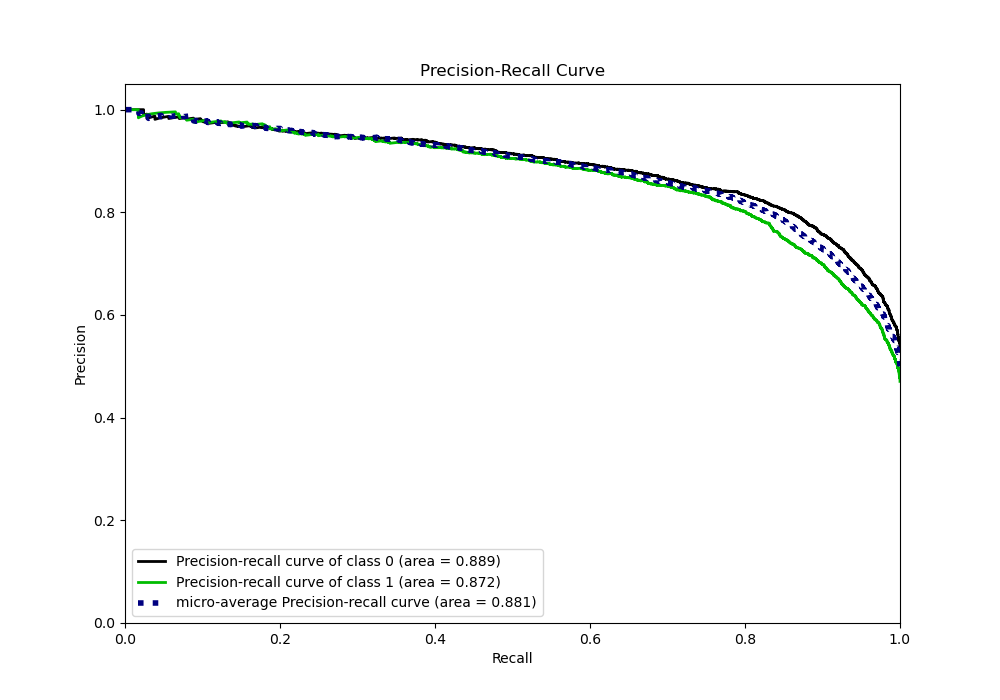 Precision-Recall Curve
1.0
0.8
0.6
0.4
0.2
0.0
Precision
Precision-recall curve of class 0 (area = 0.889)
Precision-recall curve of class 1 (area = 0.872)
micro-average Precision-recall curve (area = 0.881)
0.0 0.2 0.4 0.6 0.8 1.0
Recall